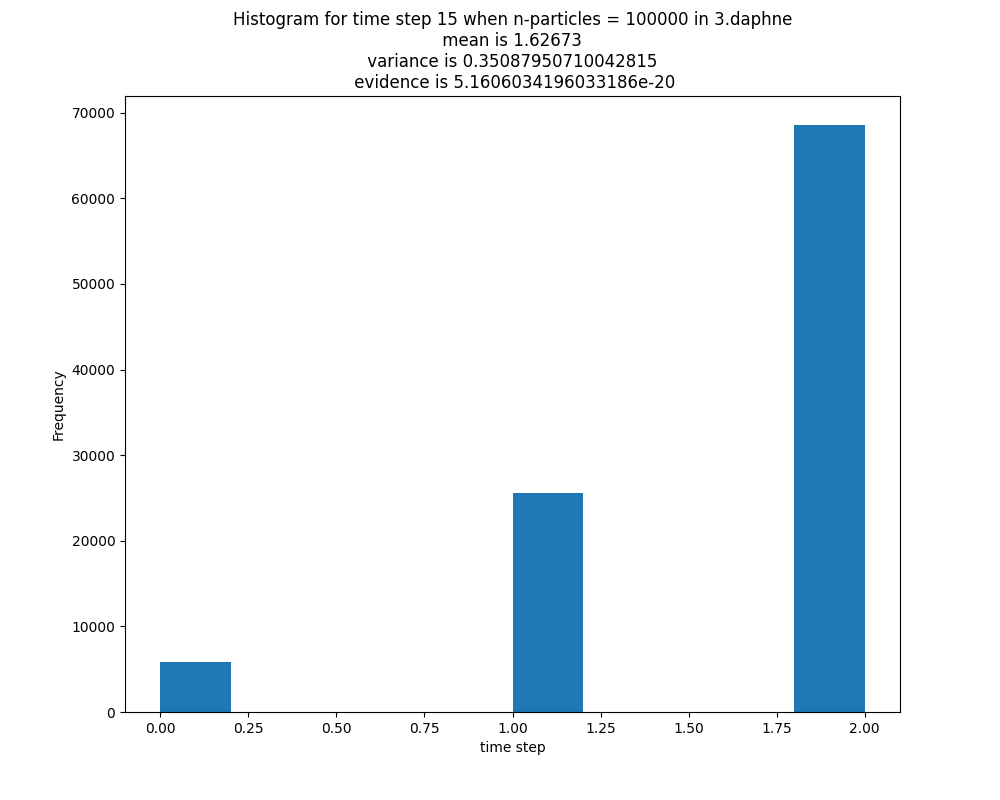 Histogram for time step 15 when n-particles = 100000 in 3.daphne
mean is 1.62673
variance is 0.35087950710042815
evidence is 5.1606034196033186e-20
70000
60000
50000
40000
30000
20000
10000
0
Frequency
0.00 0.25 0.50 0.75 1.00 1.25 1.50 1.75 2.00
time step